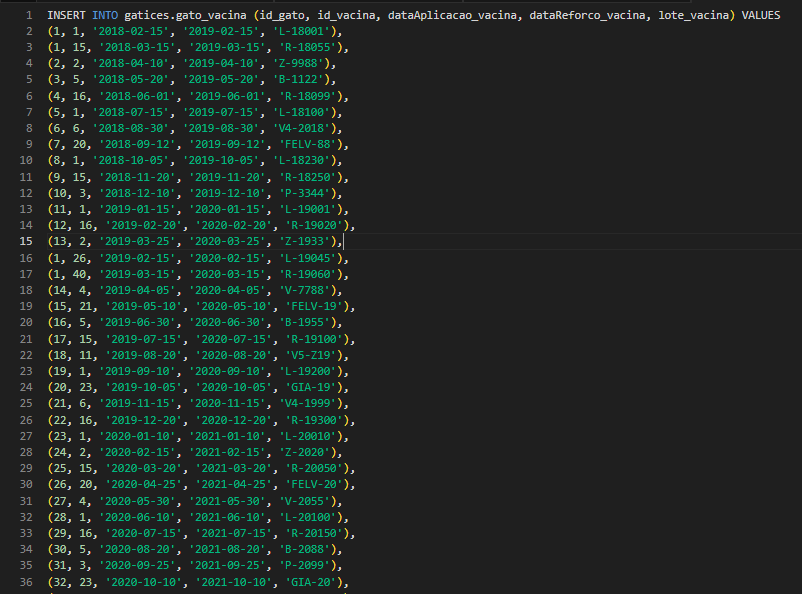 1 INSERT INTO gatices.gato_vacina (id_gato, id_vacina, dataAplicacao_vacina, dataReforco_vacina, lote_vacina) VALUES
2 (1, 1, '2018-02-15', '2019-02-15', 'L-18001'),
3 (1, 15, '2018-03-15', '2019-03-15', 'R-18055'),
4 (2, 2, '2018-04-10', '2019-04-10', 'Z-9988'),
5 (3, 5, '2018-05-20', '2019-05-20', 'B-1122'),
6 (4, 16, '2018-06-01', '2019-06-01', 'R-18099'),
7 (5, 1, '2018-07-15', '2019-07-15', 'L-18100'),
8 (6, 6, '2018-08-30', '2019-08-30', 'V4-2018'),
9 (7, 20, '2018-09-12', '2019-09-12', 'FELV-88'),
10 (8, 1, '2018-10-05', '2019-10-05', 'L-18230'),
11 (9, 15, '2018-11-20', '2019-11-20', 'R-18250'),
12 (10, 3, '2018-12-10', '2019-12-10', 'P-3344'),
13 (11, 1, '2019-01-15', '2020-01-15', 'L-19001'),
14 (12, 16, '2019-02-20', '2020-02-20', 'R-19020'),
15 (13, 2, '2019-03-25', '2020-03-25', 'Z-1933'),
16 (1, 26, '2019-02-15', '2020-02-15', 'L-19045'),
17 (1, 40, '2019-03-15', '2020-03-15', 'R-19060'),
18 (14, 4, '2019-04-05', '2020-04-05', 'V-7788'),
19 (15, 21, '2019-05-10', '2020-05-10', 'FELV-19'),
20 (16, 5, '2019-06-30', '2020-06-30', 'B-1955'),
21 (17, 15, '2019-07-15', '2020-07-15', 'R-19100'),
22 (18, 11, '2019-08-20', '2020-08-20', 'V5-Z19'),
23 (19, 1, '2019-09-10', '2020-09-10', 'L-19200'),
24 (20, 23, '2019-10-05', '2020-10-05', 'GIA-19'),
25 (21, 6, '2019-11-15', '2020-11-15', 'V4-1999'),
26 (22, 16, '2019-12-20', '2020-12-20', 'R-19300'),
27 (23, 1, '2020-01-10', '2021-01-10', 'L-20010'),
28 (24, 2, '2020-02-15', '2021-02-15', 'Z-2020'),
29 (25, 15, '2020-03-20', '2021-03-20', 'R-20050'),
30 (26, 20, '2020-04-25', '2021-04-25', 'FELV-20'),
31 (27, 4, '2020-05-30', '2021-05-30', 'V-2055'),
32 (28, 1, '2020-06-10', '2021-06-10', 'L-20100'),
33 (29, 16, '2020-07-15', '2021-07-15', 'R-20150'),
34 (30, 5, '2020-08-20', '2021-08-20', 'B-2088'),
35 (31, 3, '2020-09-25', '2021-09-25', 'P-2099'),
36 (32, 23, '2020-10-10', '2021-10-10', 'GIA-20'),